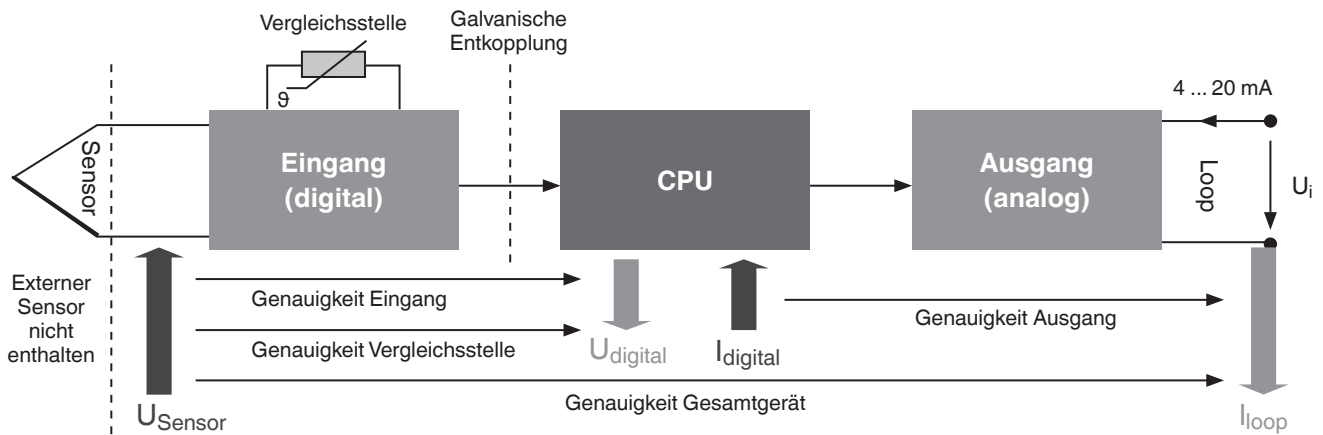 Vergleichsstelle
Galvanische
Entkopplung
ϑ
4 ... 20 mA
Sensor
Eingang
(digital)
CPU
Ausgang
(analog)
Loop
Ui
Externer
Sensor
nicht
enthalten
Genauigkeit Eingang
Genauigkeit Vergleichsstelle
Udigital
Idigital
Genauigkeit Ausgang
USensor
Genauigkeit Gesamtgerät
Iloop